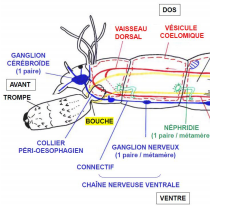 DOS
VAISSEAU
DORSAL
VÉSICULE
COELOMIQUE
GANGLION
CÉRÉBROÏDE
(1 paire)
AVANT
TROMPE
BOUCHE
NÉPHRIDIE
(1 paire / métamère
GANGLION NERVEUX
(1 paire / métamère)
COLLIER
PÉRI-OESOPHAGIEN
CONNECTIF
CHAÎNE NERVEUSE VENTRALE
VENTRE